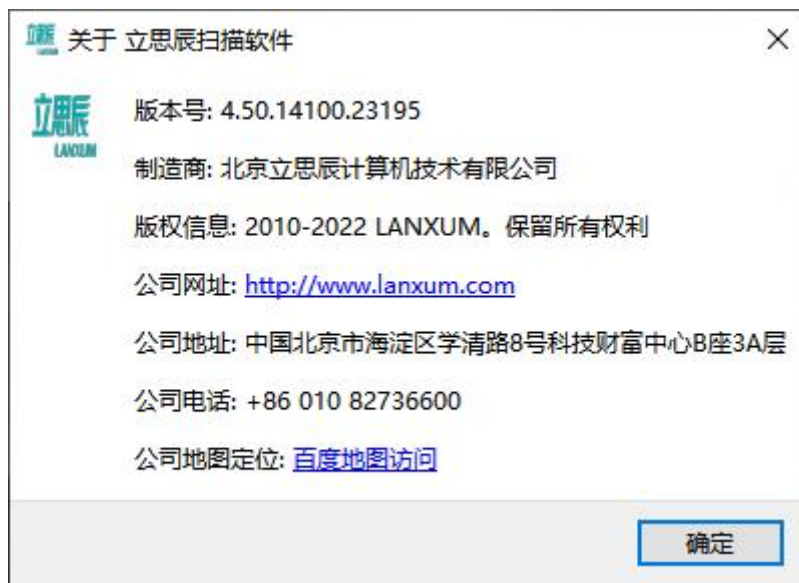 立思辰 LANXUM 关于 立思辰扫描软件
立思辰
LANXUM
版本号: 4.50.14100.23195
制造商: 北京立思辰计算机技术有限公司
版权信息: 2010-2022 LANXUM。保留所有权利
公司网址: http://www.lanxum.com
公司地址: 中国北京市海淀区学清路8号科技财富中心B座3A层
公司电话: +86 010 82736600
公司地图定位: 百度地图访问
确定